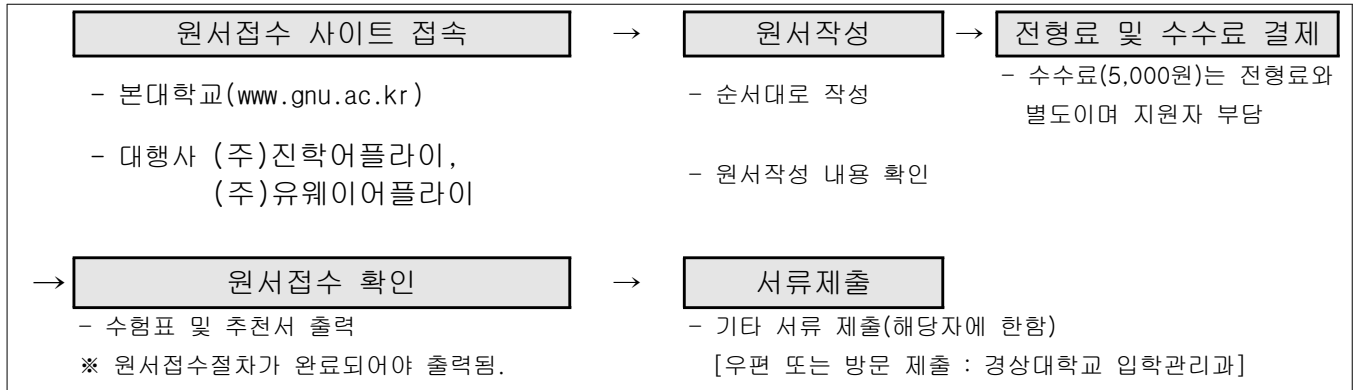 원서접수 사이트 접속 → 원서작성 → 전형료 및 수수료 결제
- 본대학교(www.gnu.ac.kr)
- 대행사 (주)진학어플라이,
(주)유웨이어플라이
- 순서대로 작성
- 원서작성 내용 확인
- 수수료(5,000원)는 전형료와
별도이며 지원자 부담
→ 원서접수 확인 → 서류제출
- 수험표 및 추천서 출력
※ 원서접수절차가 완료되어야 출력됨.
- 기타 서류 제출(해당자에 한함)
[우편 또는 방문 제출 : 경상대학교 입학관리과]